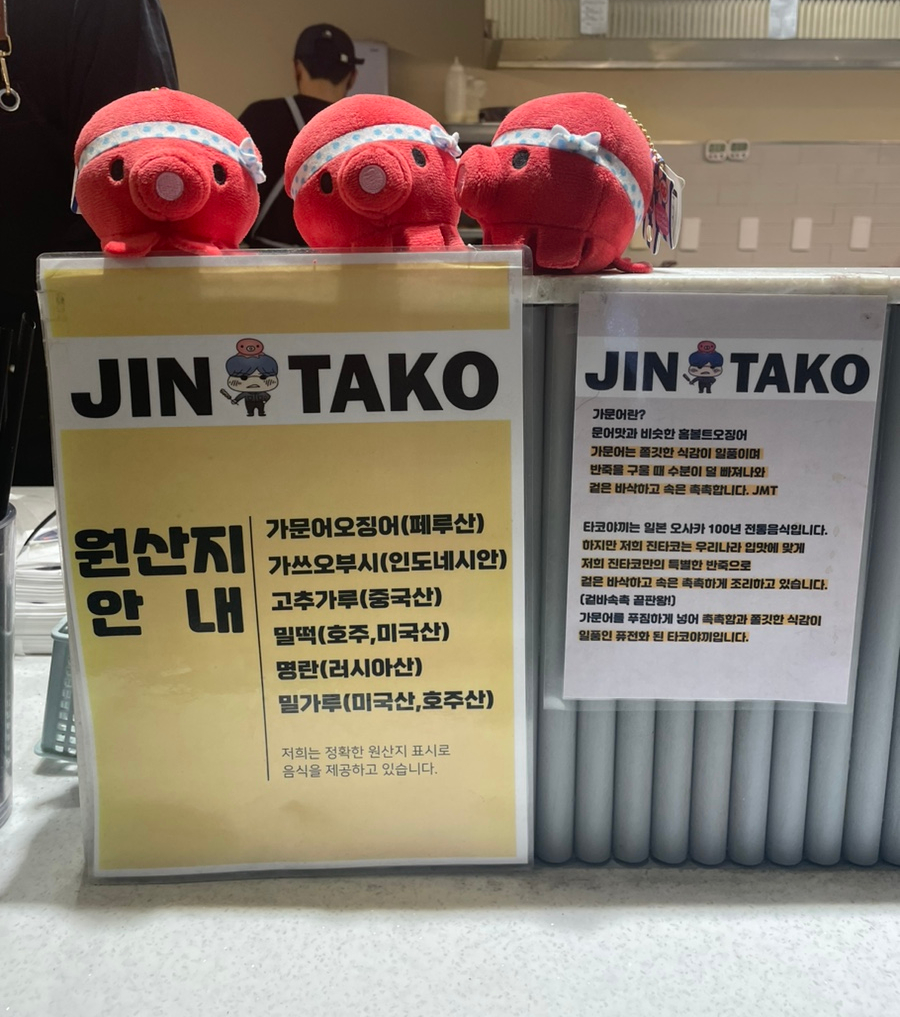 JIN TAKO
원산지
안 내
가문어오징어(페루산)
가쓰오부시(인도네시안)
고추가루(중국산)
밀떡(호주,미국산)
명란(러시아산)
밀가루(미국산,호주산)
저희는 정확한 원산지 표시로
음식을 제공하고 있습니다.
JIN TAKO
가문어란?
문어맛과 비슷한 훔볼트오징어
가문어는 쫄깃한 식감이 일품이며
반죽을 구울 때 수분이 덜 빠져나와
겉은 바삭하고 속은 촉촉합니다. JMT
타코야끼는 일본 오사카 100년 전통음식입니다.
하지만 저희 진타코는 우리나라 입맛에 맞게
저희 진타코만의 특별한 반죽으로
겉은 바삭하고 속은 촉촉하게 조리하고 있습니다.
(겉바속촉 끝판왕!)
가문어를 푸짐하게 넣어 촉촉함과 쫄깃한 식감이
일품인 퓨전화 된 타코야끼입니다.